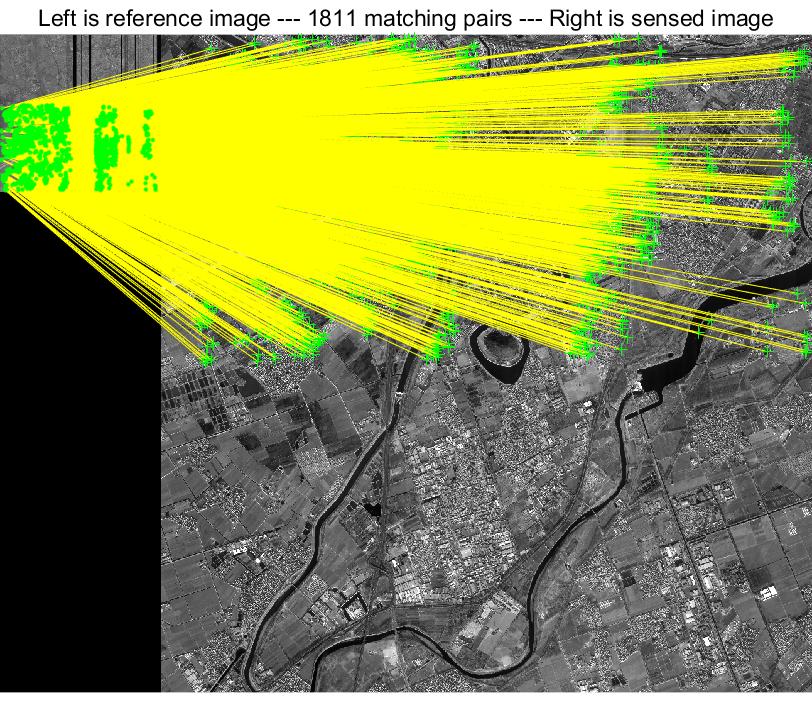 Left is reference image --- 1811 matching pairs --- Right is sensed image